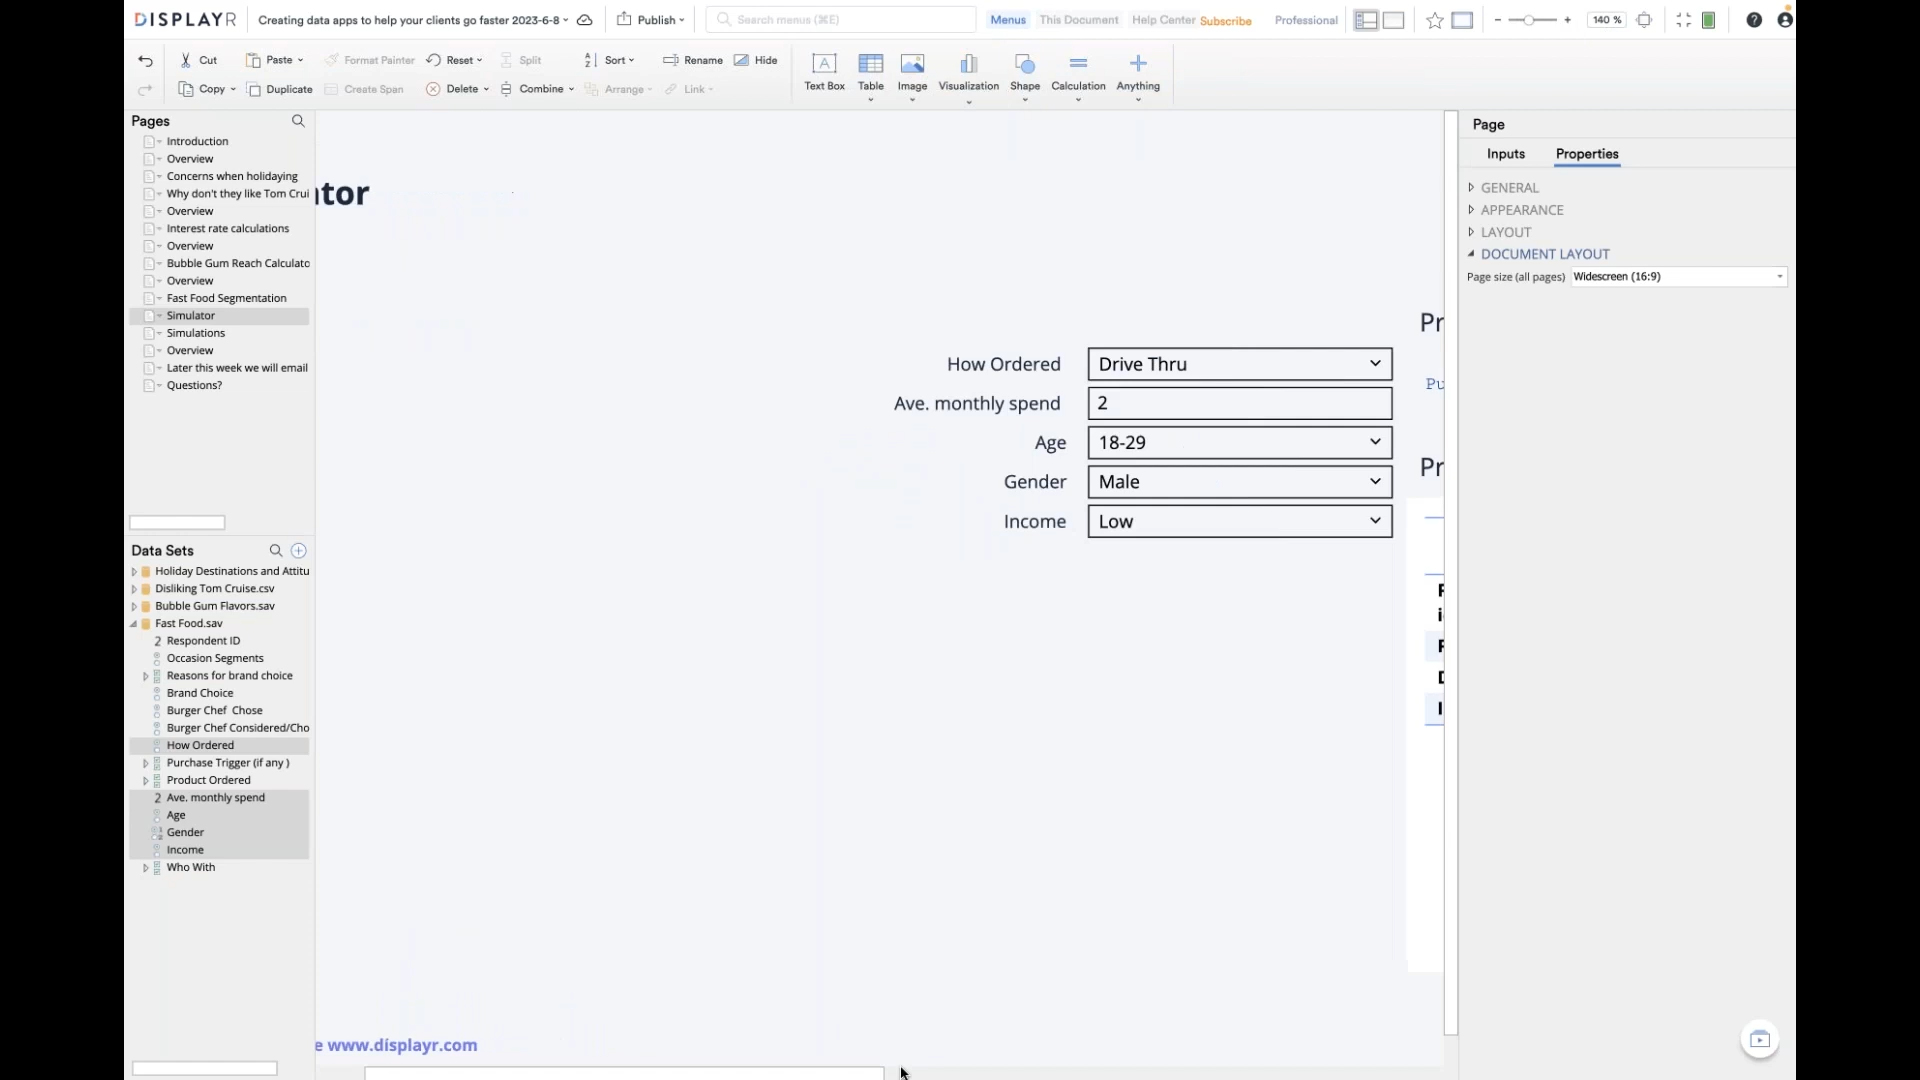 DISPLAYR
Creating data apps to help your clients go faster 2023-6-8
Publish
Search menus (⌘E)
Menus
This Document
Help Center
Subscribe
Professional
140 %
Cut
Paste
Format Painter
Reset
Split
Sort
Rename
Hide
Copy
Duplicate
Create Span
Delete
Combine
Arrange
Link
Text Box
Table
Image
Visualization
Shape
Calculation
Anything
Pages
Introduction
Overview
Concerns when holidaying
Why don't they like Tom Crui
Overview
Interest rate calculations
Overview
Bubble Gum Reach Calculato
Overview
Fast Food Segmentation
Simulator
Simulations
Overview
Later this week we will email
Questions?
Data Sets
Holiday Destinations and Attitu
Disliking Tom Cruise.csv
Bubble Gum Flavors.sav
Fast Food.sav
2 Respondent ID
Occasion Segments
Reasons for brand choice
Brand Choice
Burger Chef Chose
Burger Chef Considered/Cho
How Ordered
Purchase Trigger (if any )
Product Ordered
2 Ave. monthly spend
Age
Gender
Income
Who With
ator
How Ordered Drive Thru
Ave. monthly spend 2
Age 18-29
Gender Male
Income Low
Pr
Pu
Pr
e www.displayr.com
Page
Inputs
Properties
GENERAL
APPEARANCE
LAYOUT
DOCUMENT LAYOUT
Page size (all pages) Widescreen (16:9)